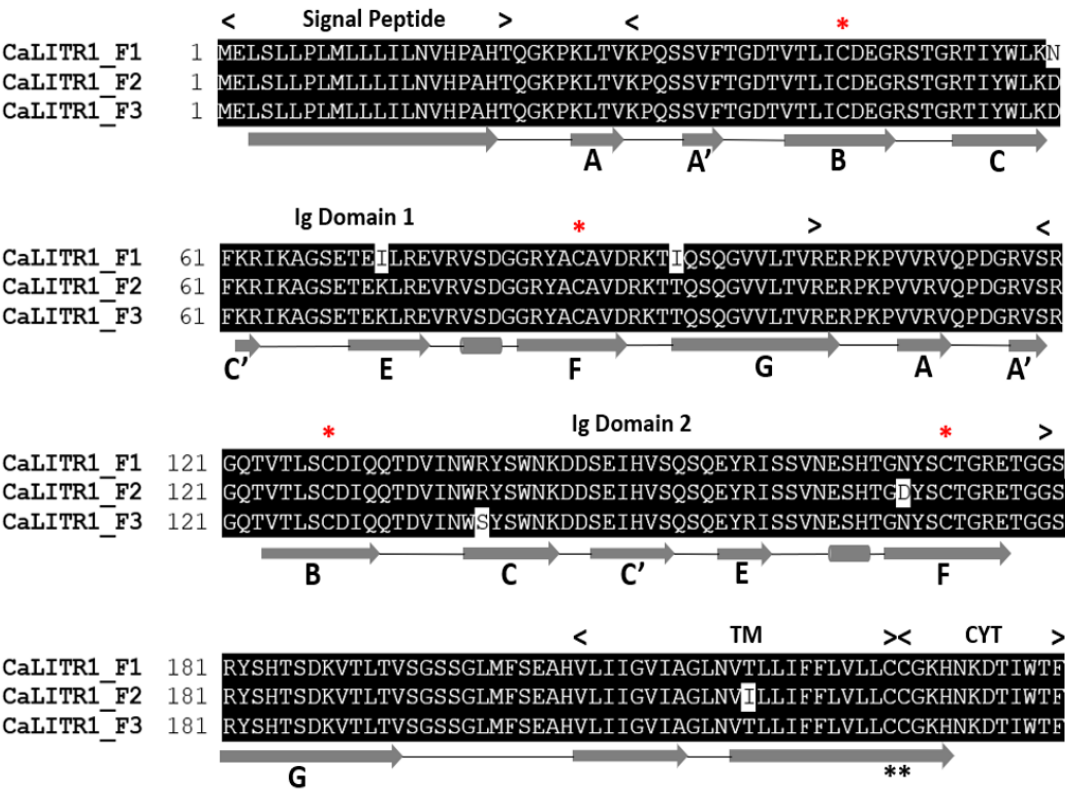 < Signal Peptide > < *
CaLITR1_F1 1 MELSLLPLMLLLILNVHPAHTQGKPKLTVKPQSSVFTGDTVTLICDEGRSTGRTIYWLKN
CaLITR1_F2 1 MELSLLPLMLLLILNVHPAHTQGKPKLTVKPQSSVFTGDTVTLICDEGRSTGRTIYWLKD
CaLITR1_F3 1 MELSLLPLMLLLILNVHPAHTQGKPKLTVKPQSSVFTGDTVTLICDEGRSTGRTIYWLKD
A A’ B C
Ig Domain 1 * > <
CaLITR1_F1 61 FKRIKAGSETEILREVRVSDGGRYACAVDRKTIQSQGVVLTVRERPKPVVRVQPDGRVSR
CaLITR1_F2 61 FKRIKAGSETEKLREVRVSDGGRYACAVDRKTTQSQGVVLTVRERPKPVVRVQPDGRVSR
CaLITR1_F3 61 FKRIKAGSETEKLREVRVSDGGRYACAVDRKTTQSQGVVLTVRERPKPVVRVQPDGRVSR
C’ E F G A A’
* Ig Domain 2 * >
CaLITR1_F1 121 GQTVTLSCDIQQTDVINWRYSWNKDDSEIHVSQSQEYRISSVNESHTGNYSCTGRETGGS
CaLITR1_F2 121 GQTVTLSCDIQQTDVINWRYSWNKDDSEIHVSQSQEYRISSVNESHTGDYSCTGRETGGS
CaLITR1_F3 121 GQTVTLSCDIQQTDVINWSYSWNKDDSEIHVSQSQEYRISSVNESHTGNYSCTGRETGGS
B C C’ E F
< TM >< CYT >
CaLITR1_F1 181 RYSHTSDKVTLTVSGSSGLMFSEAHVLIIGVIAGLNVTLLIFFLVLLCCGKHNKDTIWTF
CaLITR1_F2 181 RYSHTSDKVTLTVSGSSGLMFSEAHVLIIGVIAGLNVILLIFFLVLLCCGKHNKDTIWTF
CaLITR1_F3 181 RYSHTSDKVTLTVSGSSGLMFSEAHVLIIGVIAGLNVTLLIFFLVLLCCGKHNKDTIWTF
G **